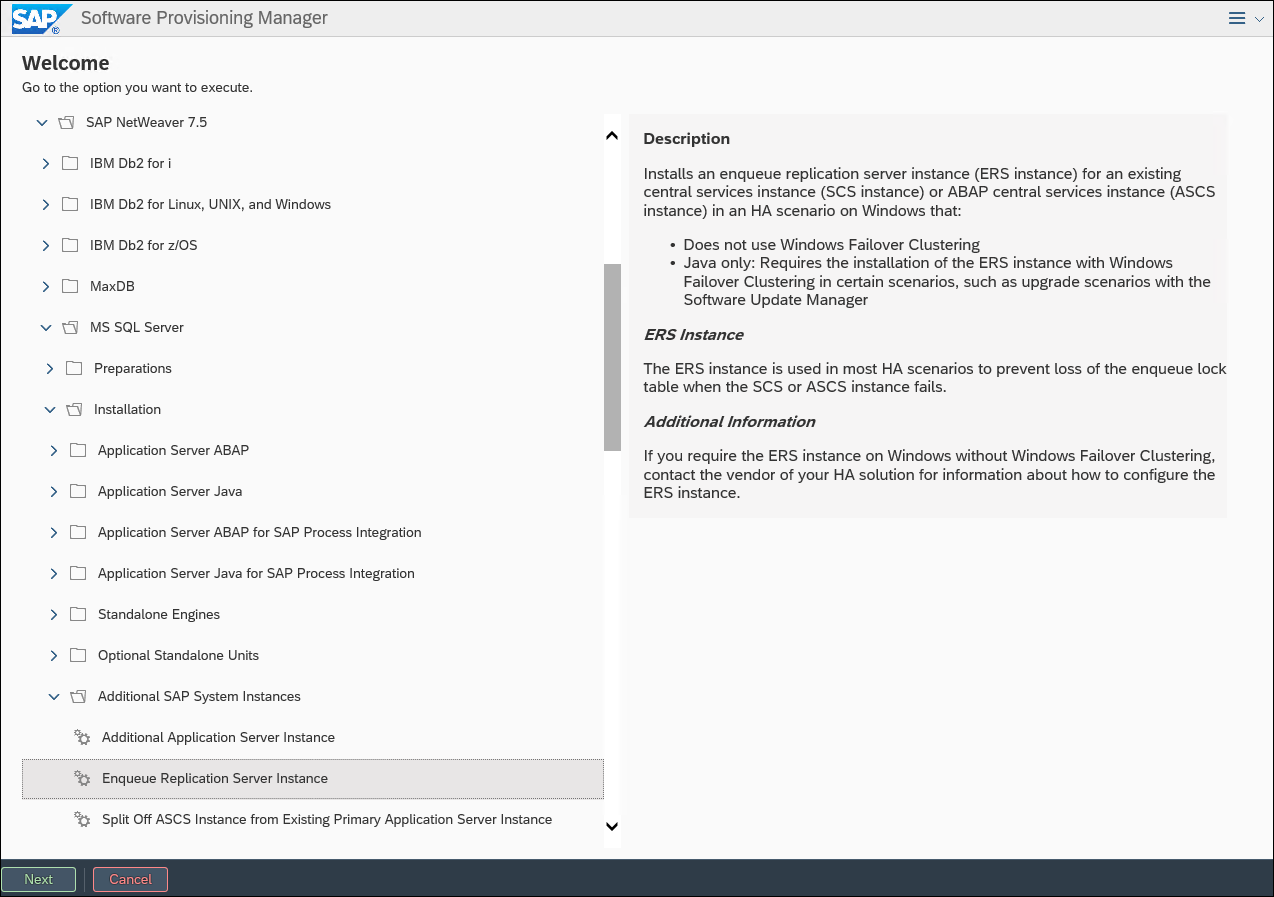 SAP® Software Provisioning Manager
Welcome
Go to the option you want to execute.
SAP NetWeaver 7.5
IBM Db2 for i
IBM Db2 for Linux, UNIX, and Windows
IBM Db2 for z/OS
MaxDB
MS SQL Server
Preparations
Installation
Application Server ABAP
Application Server Java
Application Server ABAP for SAP Process Integration
Application Server Java for SAP Process Integration
Standalone Engines
Optional Standalone Units
Additional SAP System Instances
Additional Application Server Instance
Enqueue Replication Server Instance
Split Off ASCS Instance from Existing Primary Application Server Instance
Description
Installs an enqueue replication server instance (ERS instance) for an existing
central services instance (SCS instance) or ABAP central services instance (ASCS
instance) in an HA scenario on Windows that:
• Does not use Windows Failover Clustering
• Java only: Requires the installation of the ERS instance with Windows
Failover Clustering in certain scenarios, such as upgrade scenarios with the
Software Update Manager
ERS Instance
The ERS instance is used in most HA scenarios to prevent loss of the enqueue lock
table when the SCS or ASCS instance fails.
Additional Information
If you require the ERS instance on Windows without Windows Failover Clustering,
contact the vendor of your HA solution for information about how to configure the
ERS instance.
Next
Cancel